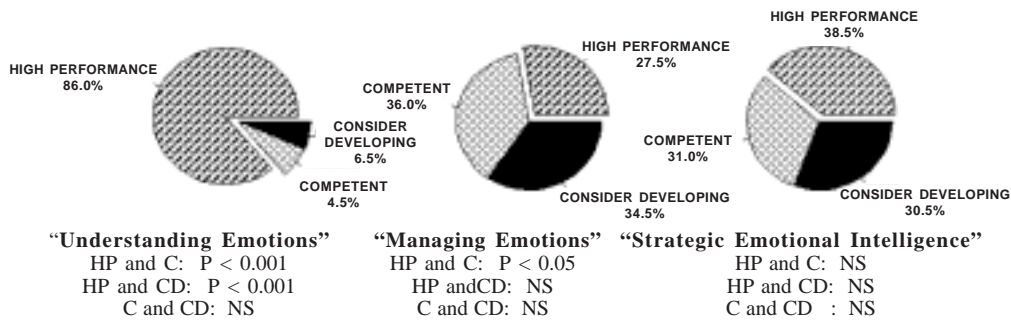 HIGH PERFORMANCE
86.0%
CONSIDER
DEVELOPING
6.5%
COMPETENT
4.5%
"Understanding Emotions"
HP and C: P < 0.001
HP and CD: P < 0.001
C and CD: NS
HIGH PERFORMANCE
27.5%
COMPETENT
36.0%
CONSIDER DEVELOPING
34.5%
"Managing Emotions"
HP and C: P < 0.05
HP andCD: NS
C and CD: NS
HIGH PERFORMANCE
38.5%
COMPETENT
31.0%
CONSIDER DEVELOPING
30.5%
"Strategic Emotional Intelligence"
HP and C: NS
HP and CD: NS
C and CD : NS